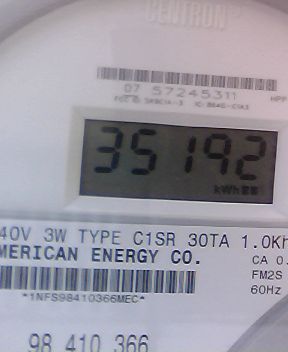 CENTRON®
07 57245311
35192
kWh
40V 3W TYPE C1SR 30TA 1.0Kh
MERICAN ENERGY CO.
CA 0.
FM2S
60Hz
*1NFS98410366MEC*
98 410 366